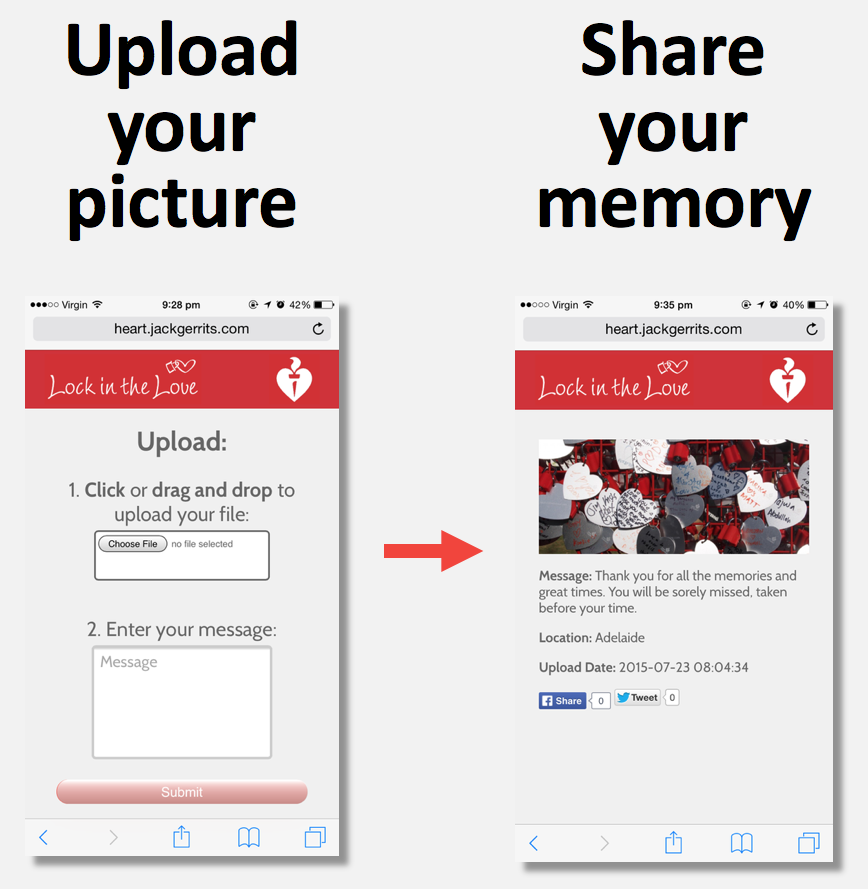 Upload
your
picture
Share
your
memory
Virgin 9:28 pm 42%
heart.jackgerrits.com
Lock in the Love
Upload:
1. Click or drag and drop to
upload your file:
Choose File no file selected
2. Enter your message:
Message
Submit
Virgin 9:35 pm 40%
heart.jackgerrits.com
Lock in the Love
Message: Thank you for all the memories and
great times. You will be sorely missed, taken
before your time.
Location: Adelaide
Upload Date: 2015-07-23 08:04:34
Share 0 Tweet 0